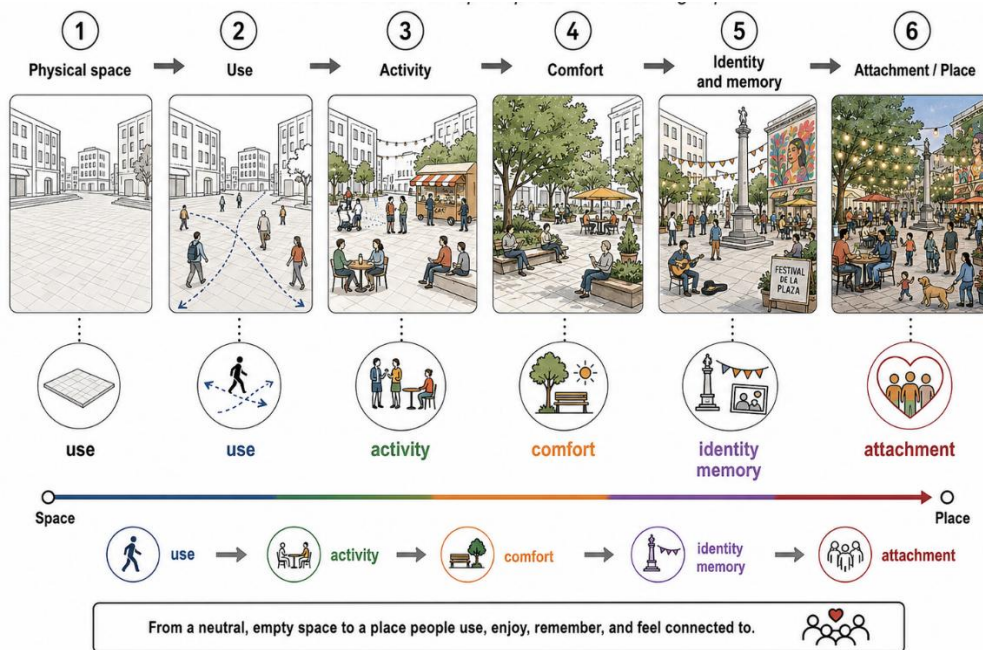 1
2
3
4
5
6
Physical space
Use
Activity
Comfort
Identity
and memory
Attachment / Place
FESTIVAL
DE LA
PLAZA
use
use
activity
comfort
identity
memory
attachment
Space
Place
use
activity
comfort
identity
memory
attachment
From a neutral, empty space to a place people use, enjoy, remember, and feel connected to.